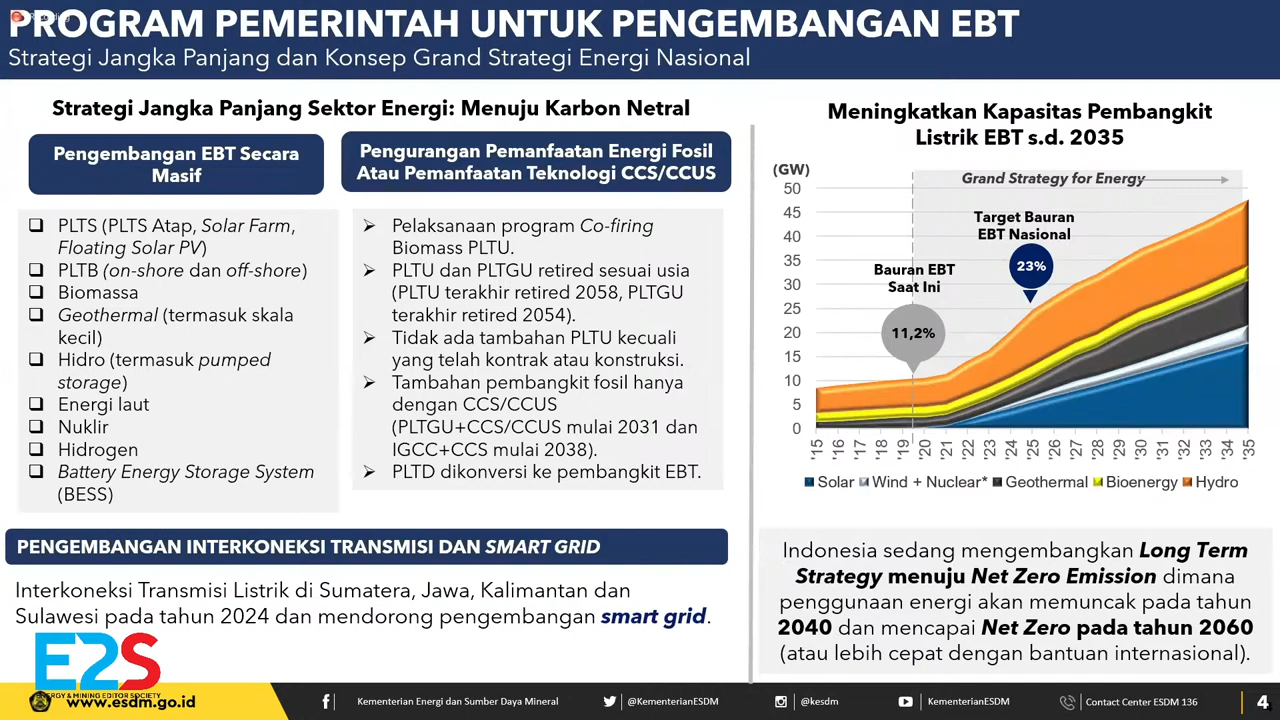 PROGRAM PEMERINTAH UNTUK PENGEMBANGAN EBT
Strategi Jangka Panjang dan Konsep Grand Strategi Energi Nasional
Strategi Jangka Panjang Sektor Energi: Menuju Karbon Netral
Pengembangan EBT Secara
Masif
❑ PLTS (PLTS Atap, Solar Farm,
Floating Solar PV)
❑ PLTB (on-shore dan off-shore)
❑ Biomassa
❑ Geothermal (termasuk skala
kecil)
❑ Hidro (termasuk pumped
storage)
❑ Energi laut
❑ Nuklir
❑ Hidrogen
❑ Battery Energy Storage System
(BESS)
Pengurangan Pemanfaatan Energi Fosil
Atau Pemanfaatan Teknologi CCS/CCUS
➢ Pelaksanaan program Co-firing
Biomass PLTU.
➢ PLTU dan PLTGU retired sesuai usia
(PLTU terakhir retired 2058, PLTGU
terakhir retired 2054).
➢ Tidak ada tambahan PLTU kecuali
yang telah kontrak atau konstruksi.
➢ Tambahan pembangkit fosil hanya
dengan CCS/CCUS
(PLTGU+CCS/CCUS mulai 2031 dan
IGCC+CCS mulai 2038).
➢ PLTD dikonversi ke pembangkit EBT.
PENGEMBANGAN INTERKONEKSI TRANSMISI DAN SMART GRID
Interkoneksi Transmisi Listrik di Sumatera, Jawa, Kalimantan dan
Sulawesi pada tahun 2024 dan mendorong pengembangan smart grid.
Meningkatkan Kapasitas Pembangkit
Listrik EBT s.d. 2035
(GW)
50
45
40
35
30
25
20
15
10
5
0
Grand Strategy for Energy
Target Bauran
EBT Nasional
23%
Bauran EBT
Saat Ini
11,2%
'15 '16 '17 '18 '19 '20 '21 '22 '23 '24 '25 '26 '27 '28 '29 '30 '31 '32 '33 '34 '35
Solar Wind + Nuclear* Geothermal Bioenergy Hydro
Indonesia sedang mengembangkan Long Term
Strategy menuju Net Zero Emission dimana
penggunaan energi akan memuncak pada tahun
2040 dan mencapai Net Zero pada tahun 2060
(atau lebih cepat dengan bantuan internasional).
E2S
ENERGY & MINING EDITOR SOCIETY
www.esdm.go.id
Kementerian Energi dan Sumber Daya Mineral
@KementerianESDM
@kesdm
KementerianESDM
Contact Center ESDM 136
4